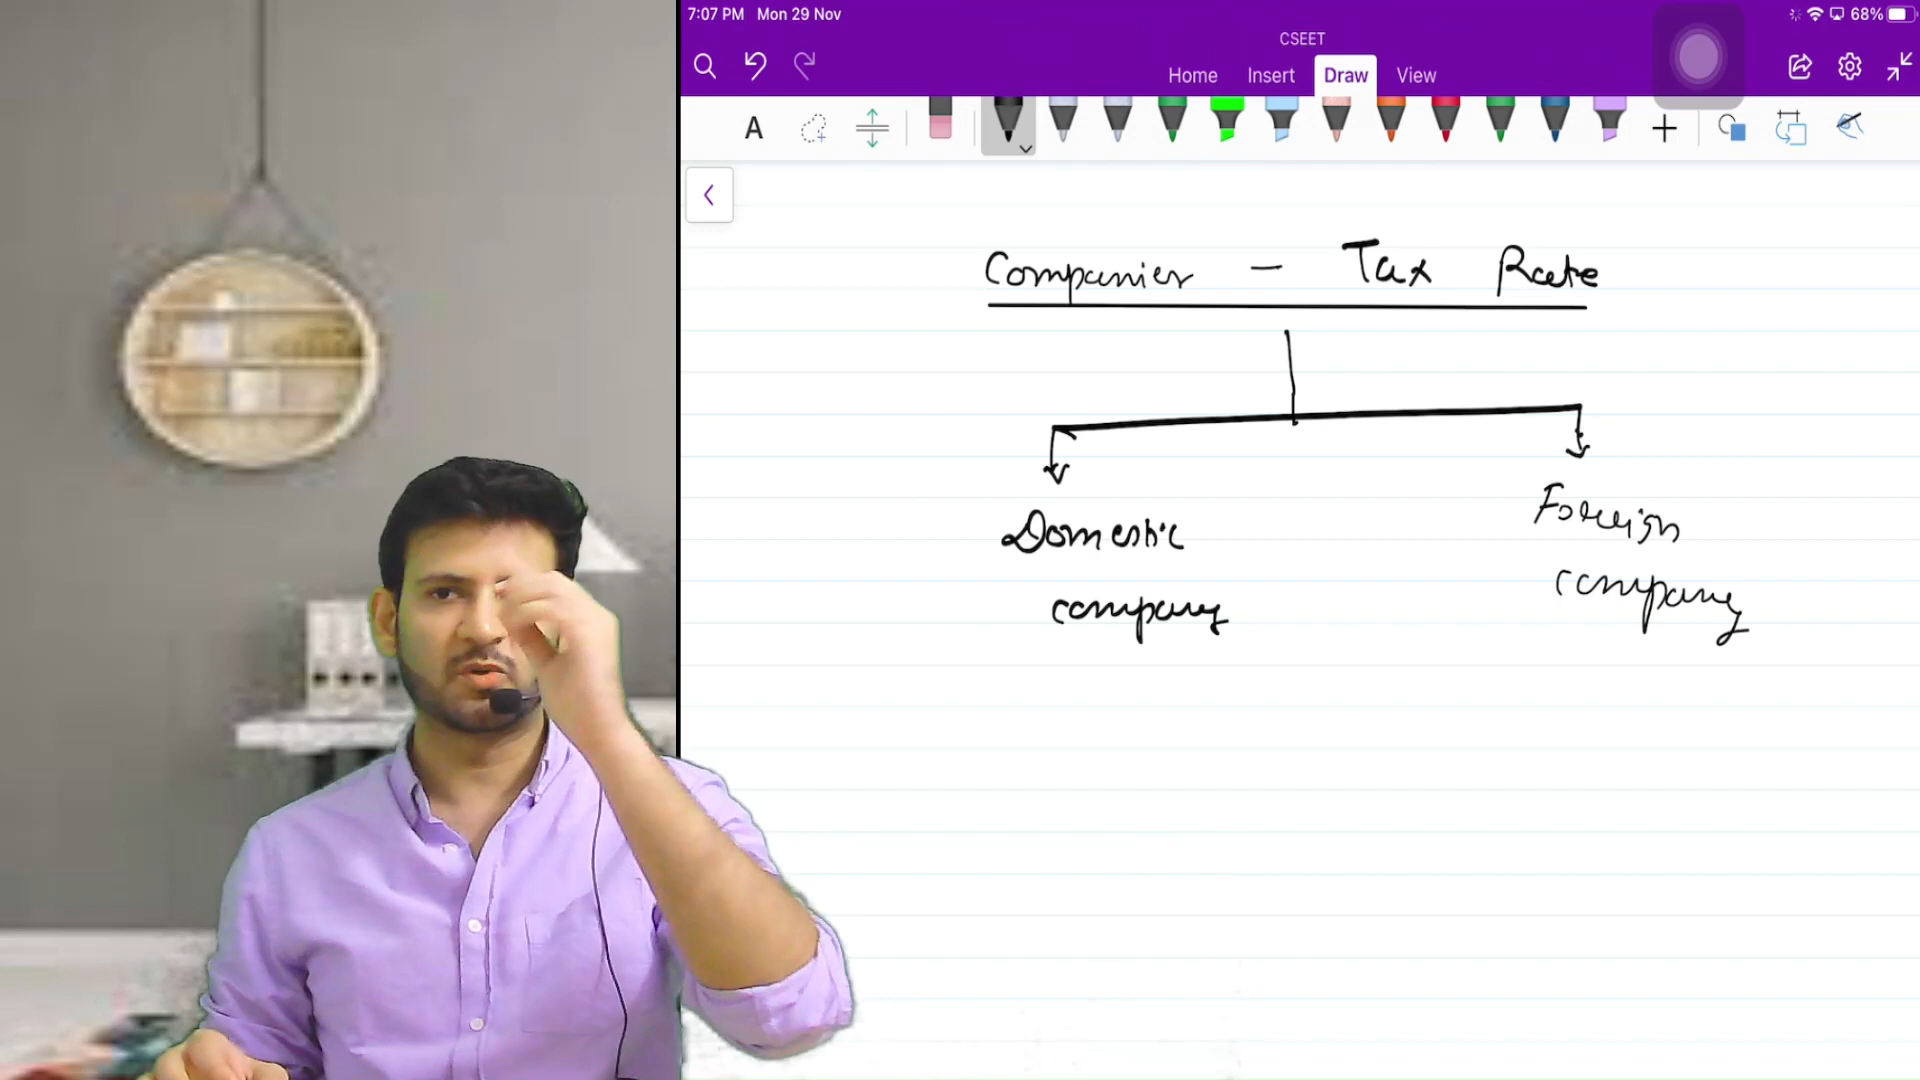 7:07 PM Mon 29 Nov
68%
CSEET
Home Insert Draw View
A
Companies - Tax Rate
Domestic
company
Foreign
company